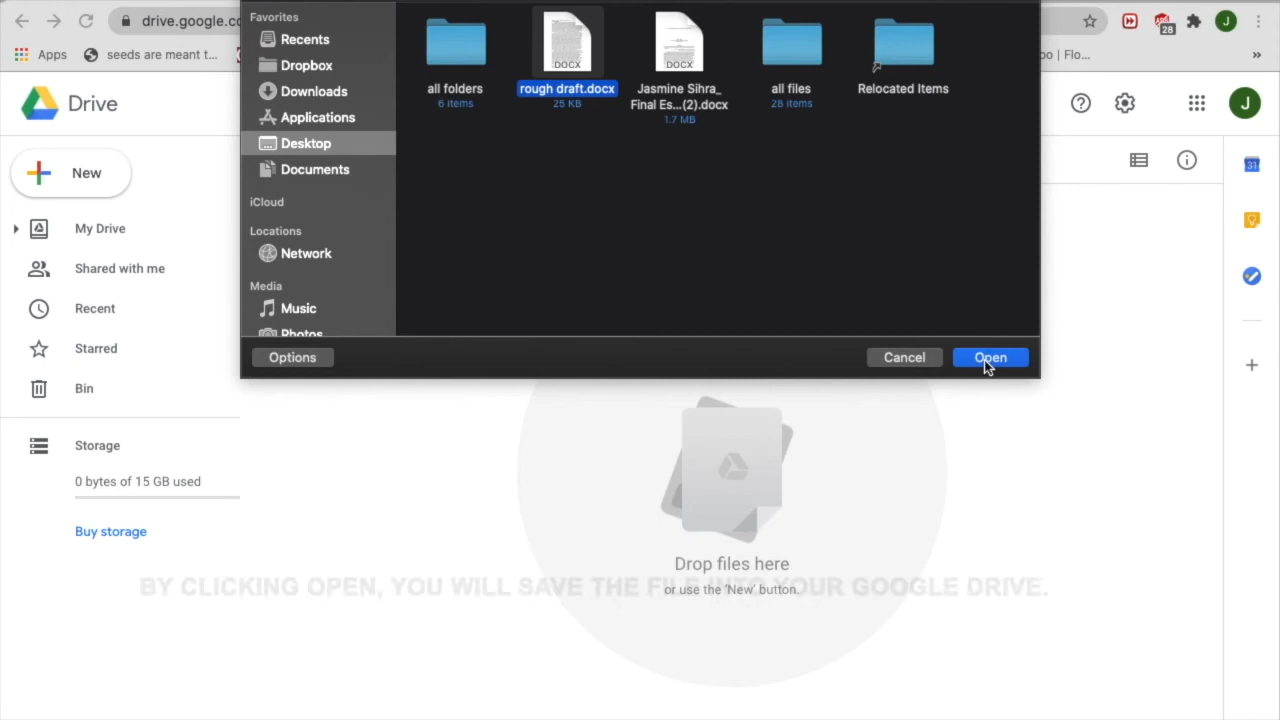 drive.google.co
28
J
Apps
seeds are meant t...
oo | Flo...
»
Drive
J
New
My Drive
Shared with me
Recent
Starred
Bin
Storage
0 bytes of 15 GB used
Buy storage
Favorites
Recents
Dropbox
Downloads
Applications
Desktop
Documents
iCloud
Locations
Network
Media
Music
Photos
DOCX
DOCX
all folders
6 items
rough draft.docx
25 KB
Jasmine Sihra_
Final Es...(2).docx
1.7 MB
all files
28 items
Relocated Items
Options
Cancel
Open
31
Drop files here
BY CLICKING OPEN, YOU WILL SAVE THE FILE INTO YOUR GOOGLE DRIVE.
or use the 'New' button.